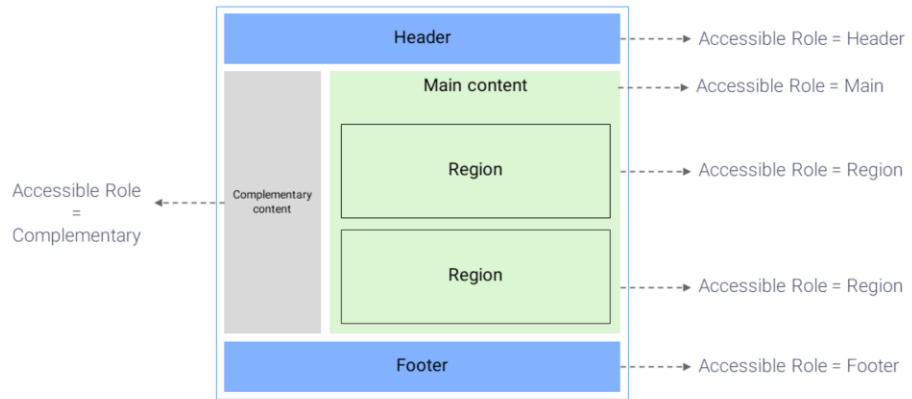 Header
Accessible Role = Header
Main content
Accessible Role = Main
Region
Accessible Role = Region
Accessible Role
=
Complementary
Complementary
content
Region
Accessible Role = Region
Footer
Accessible Role = Footer